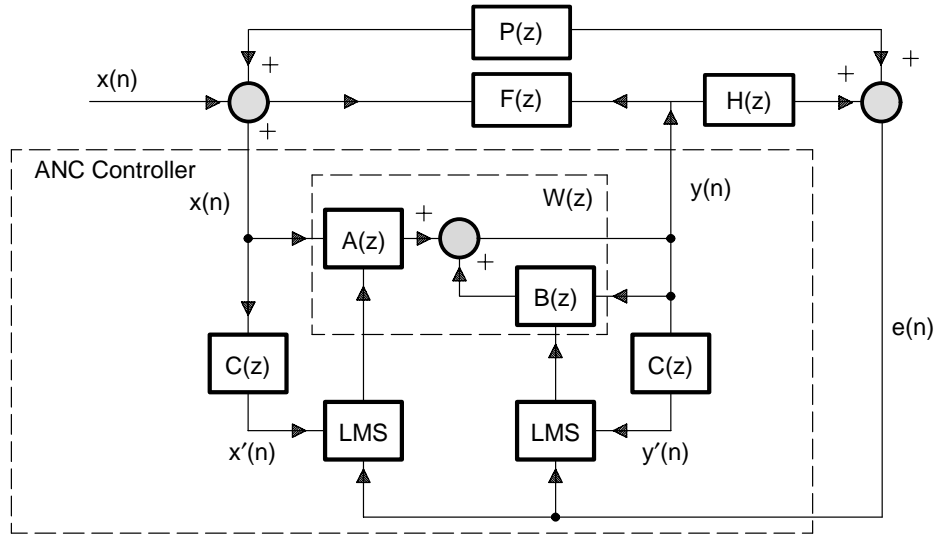 P(z)
+
+
x(n)
+
F(z)
H(z)
+
+
ANC Controller
x(n)
W(z)
y(n)
A(z)
+
+
B(z)
e(n)
C(z)
C(z)
LMS
LMS
x′(n)
y′(n)